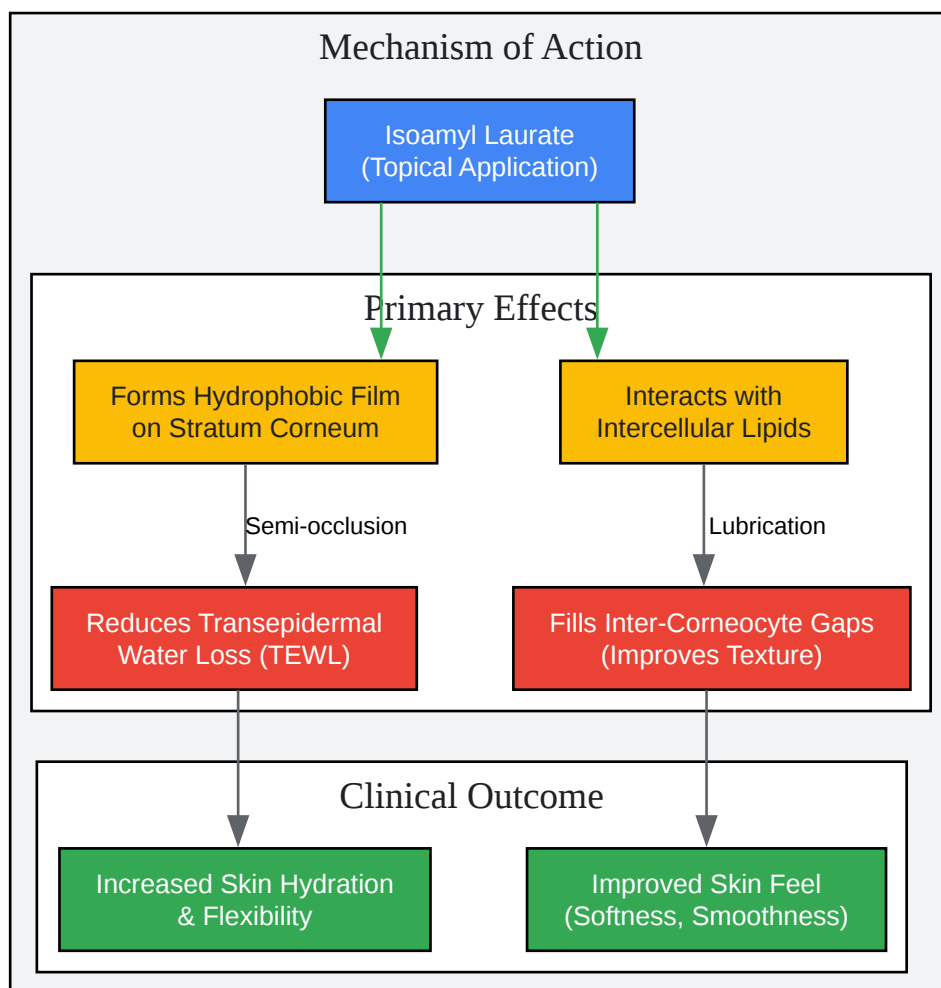 Mechanism of Action
Isoamyl Laurate
(Topical Application)
Primary Effects
Forms Hydrophobic Film
on Stratum Corneum
Interacts with
Intercellular Lipids
Semi-occlusion
Lubrication
Reduces Transepidermal
Water Loss (TEWL)
Fills Inter-Corneocyte Gaps
(Improves Texture)
Clinical Outcome
Increased Skin Hydration
& Flexibility
Improved Skin Feel
(Softness, Smoothness)